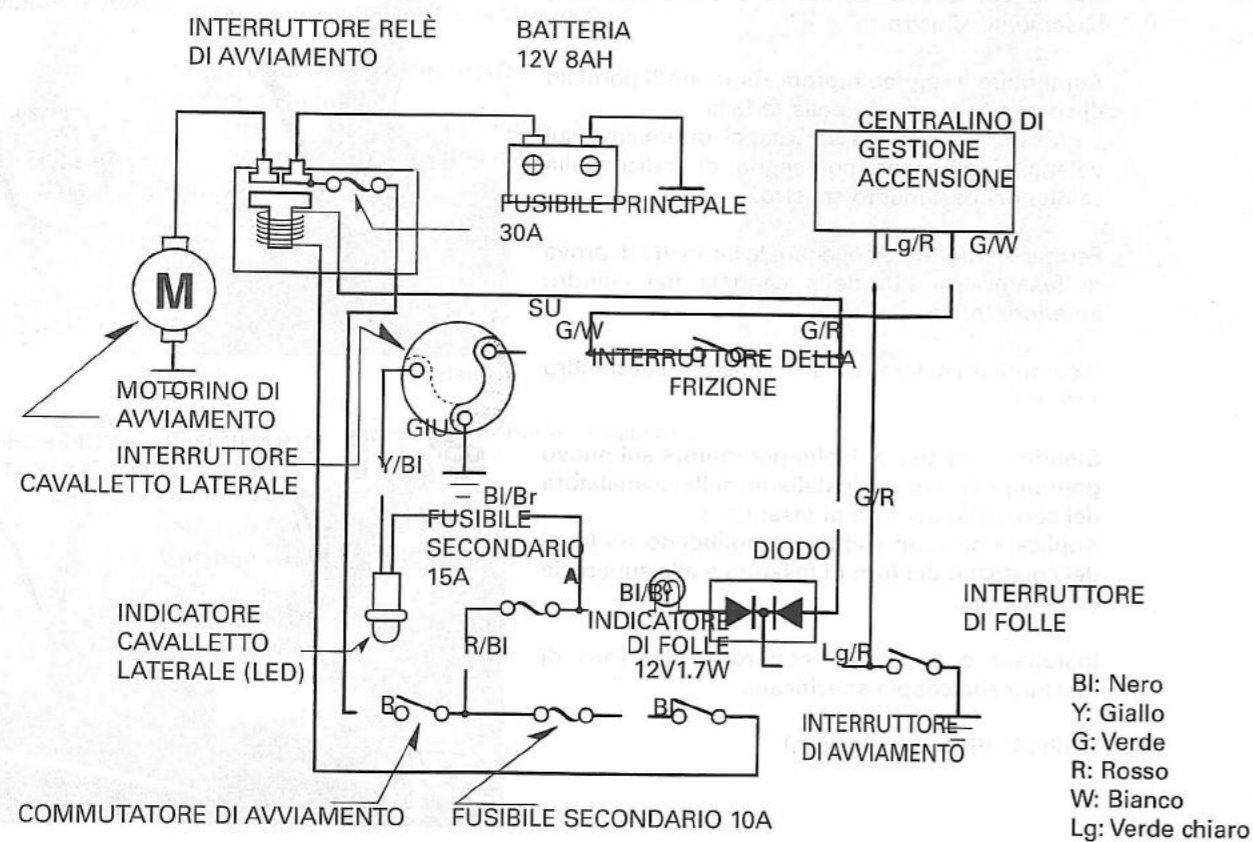 INTERRUTTORE RELÈ
DI AVVIAMENTO
BATTERIA
12V 8AH
CENTRALINO DI
GESTIONE
ACCENSIONE
FUSIBILE PRINCIPALE
30A
Lg/R
G/W
M
SU
G/W
G/R
INTERRUTTORE DELLA
FRIZIONE
MOTORINO DI
AVVIAMENTO
GIU'
INTERRUTTORE
CAVALLETTO LATERALE
Y/Bl
G/R
Bl/Br
FUSIBILE
SECONDARIO
15A
A
DIODO
Bl/Br
INDICATORE
DI FOLLE
12V1.7W
INTERRUTTORE
DI FOLLE
INDICATORE
CAVALLETTO
LATERALE (LED)
R/Bl
Lg/R
B
B
INTERRUTTORE
DI AVVIAMENTO
COMMUTATORE DI AVVIAMENTO
FUSIBILE SECONDARIO 10A
Bl: Nero
Y: Giallo
G: Verde
R: Rosso
W: Bianco
Lg: Verde chiaro